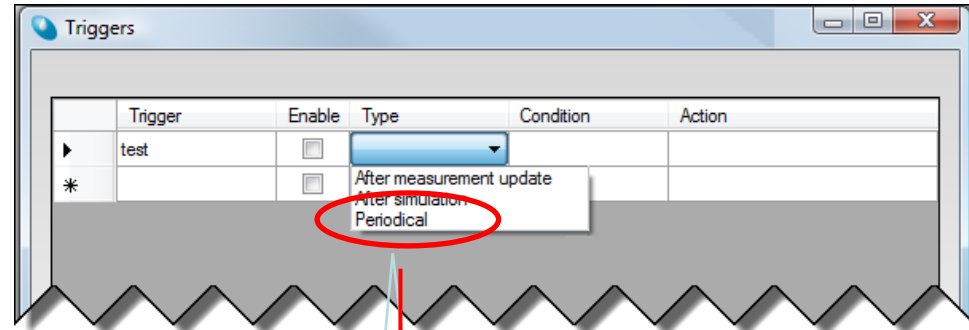 Triggers
Trigger Enable Type Condition Action
test
After measurement update
After simulation
Periodical